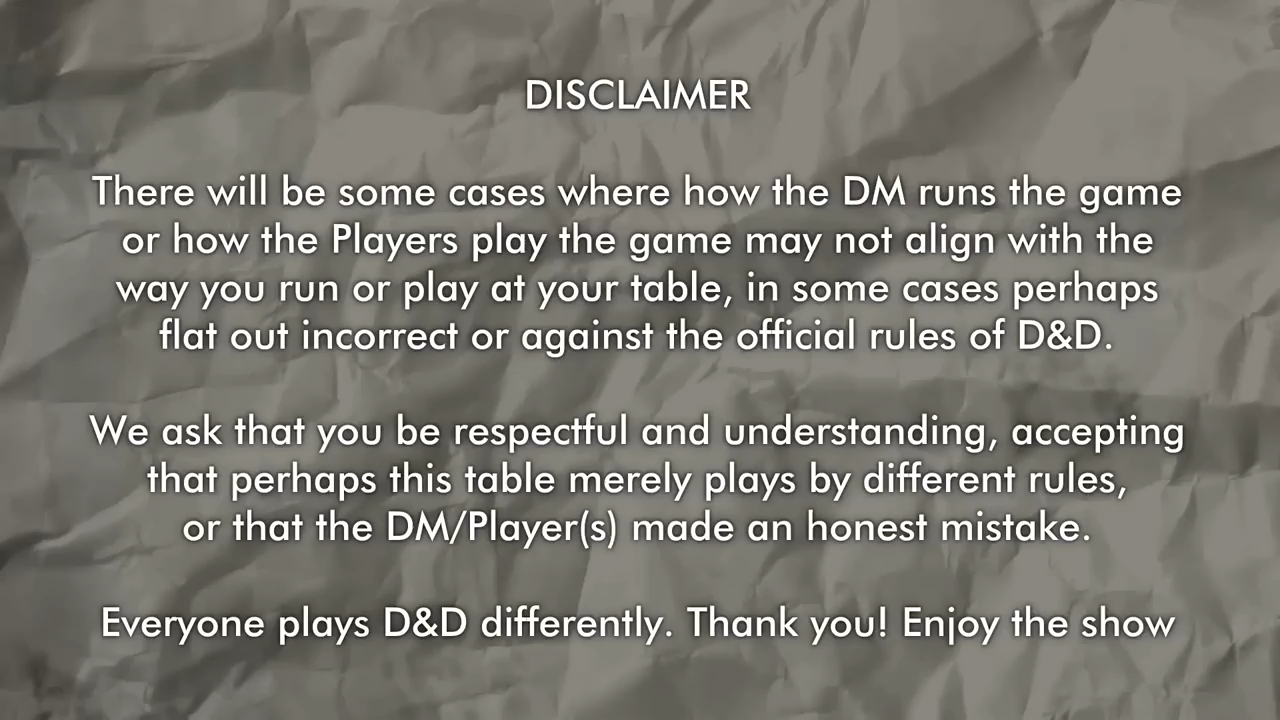 DISCLAIMER
There will be some cases where how the DM runs the game
or how the Players play the game may not align with the
way you run or play at your table, in some cases perhaps
flat out incorrect or against the official rules of D&D.
We ask that you be respectful and understanding, accepting
that perhaps this table merely plays by different rules,
or that the DM/Player(s) made an honest mistake.
Everyone plays D&D differently. Thank you! Enjoy the show